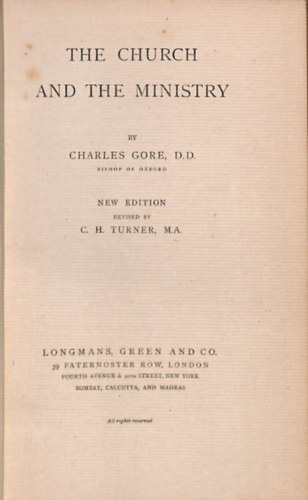 THE CHURCH
AND THE MINISTRY
BY
CHARLES GORE, D.D.
BISHOP OF OXFORD
NEW EDITION
REVISED BY
C. H. TURNER, M.A.
LONGMANS, GREEN AND CO.
39 PATERNOSTER ROW, LONDON
FOURTH AVENUE & 30TH STREET, NEW YORK
BOMBAY, CALCUTTA, AND MADRAS
All rights reserved